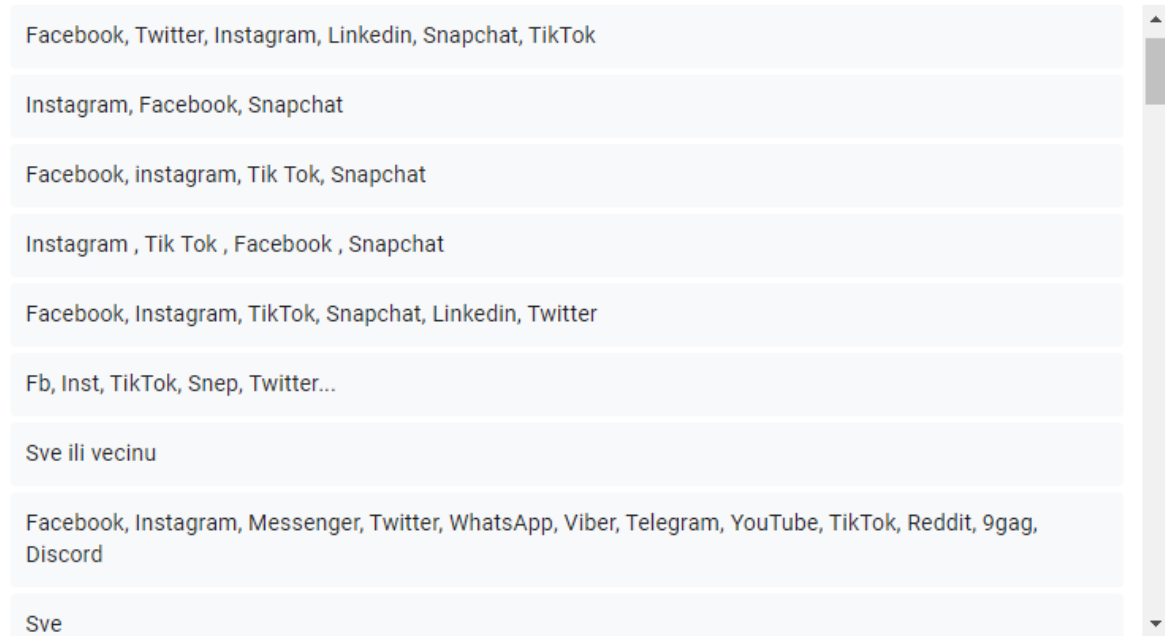 Facebook, Twitter, Instagram, Linkedin, Snapchat, TikTok
Instagram, Facebook, Snapchat
Facebook, instagram, Tik Tok, Snapchat
Instagram , Tik Tok , Facebook , Snapchat
Facebook, Instagram, TikTok, Snapchat, Linkedin, Twitter
Fb, Inst, TikTok, Snep, Twitter...
Sve ili vecinu
Facebook, Instagram, Messenger, Twitter, WhatsApp, Viber, Telegram, YouTube, TikTok, Reddit, 9gag,
Discord
Sve